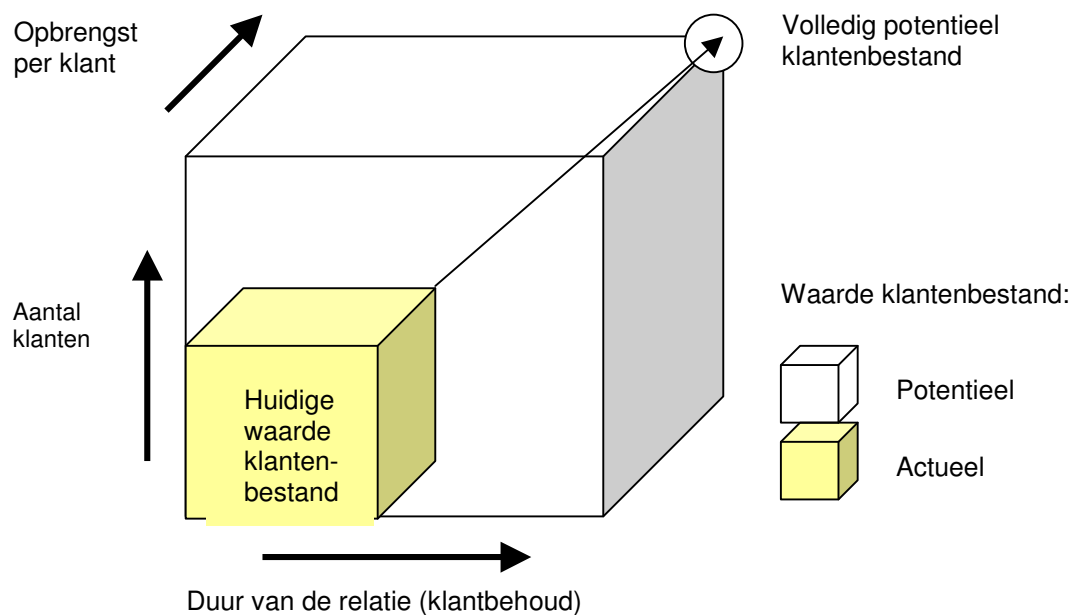 Opbrengst
per klant
Volledig potentieel
klantenbestand
Aantal
klanten
Waarde klantenbestand:
Huidige
waarde
klanten-
bestand
Potentieel
Actueel
Duur van de relatie (klantbehoud)